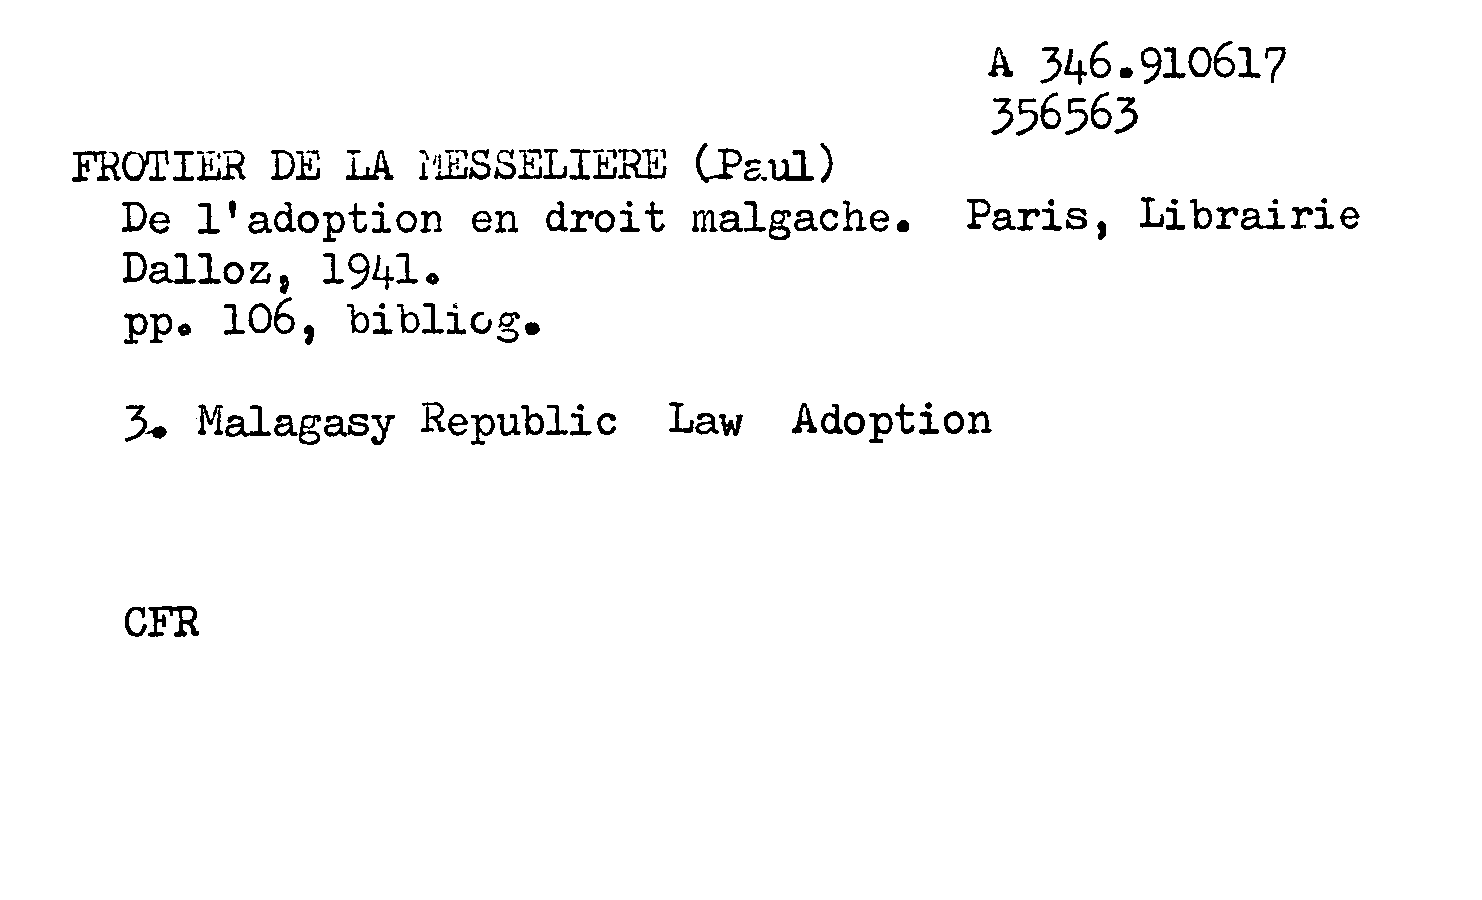 A 346.910617
356563
FROTIER DE LA MESSELIERE (Paul)
De l'adoption en droit malgache. Paris, Librairie
Dalloz, 1941.
pp. 106, bibliog.
3. Malagasy Republic Law Adoption
CFR